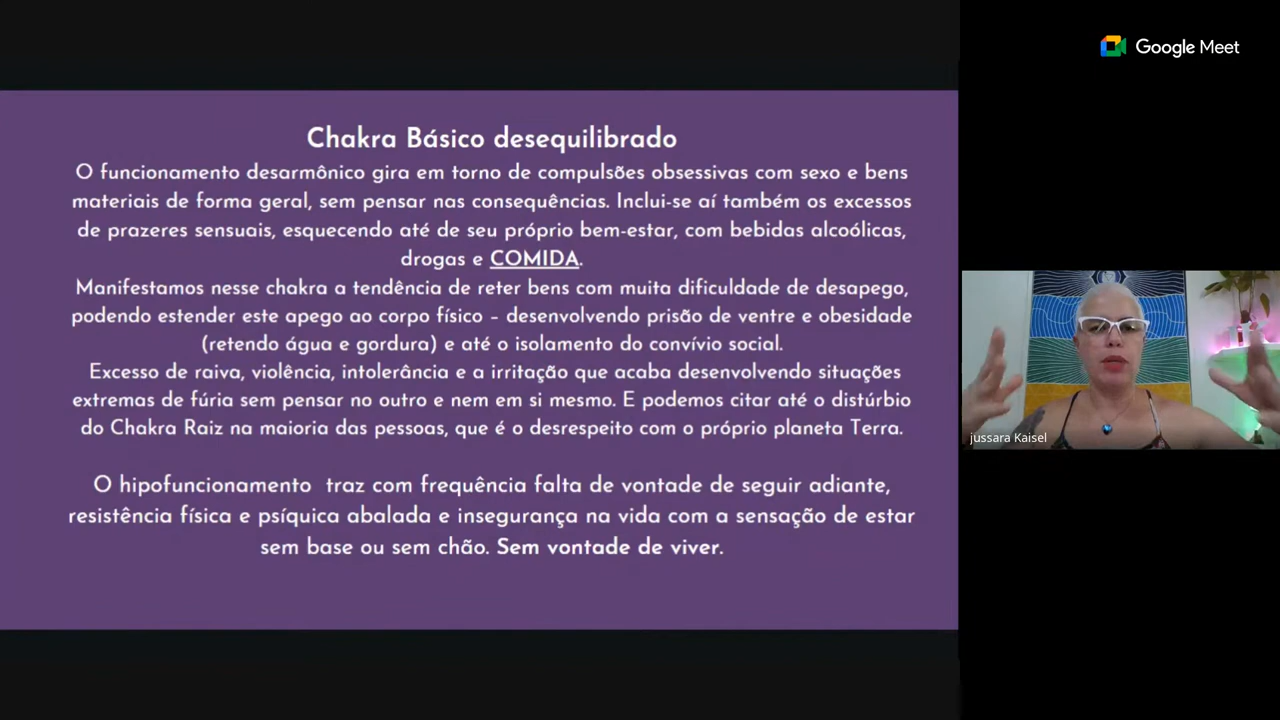 Google Meet
Chakra Básico desequilibrado
O funcionamento desarmônico gira em torno de compulsões obsessivas com sexo e bens
materiais de forma geral, sem pensar nas consequências. Inclui-se aí também os excessos
de prazeres sensuais, esquecendo até de seu próprio bem-estar, com bebidas alcoólicas,
drogas e COMIDA.
Manifestamos nesse chakra a tendência de reter bens com muita dificuldade de desapego,
podendo estender este apego ao corpo físico – desenvolvendo prisão de ventre e obesidade
(retendo água e gordura) e até o isolamento do convívio social.
Excesso de raiva, violência, intolerância e a irritação que acaba desenvolvendo situações
extremas de fúria sem pensar no outro e nem em si mesmo. E podemos citar até o distúrbio
do Chakra Raiz na maioria das pessoas, que é o desrespeito com o próprio planeta Terra.
O hipofuncionamento traz com frequência falta de vontade de seguir adiante,
resistência física e psíquica abalada e insegurança na vida com a sensação de estar
sem base ou sem chão. Sem vontade de viver.
jussara Kaisel